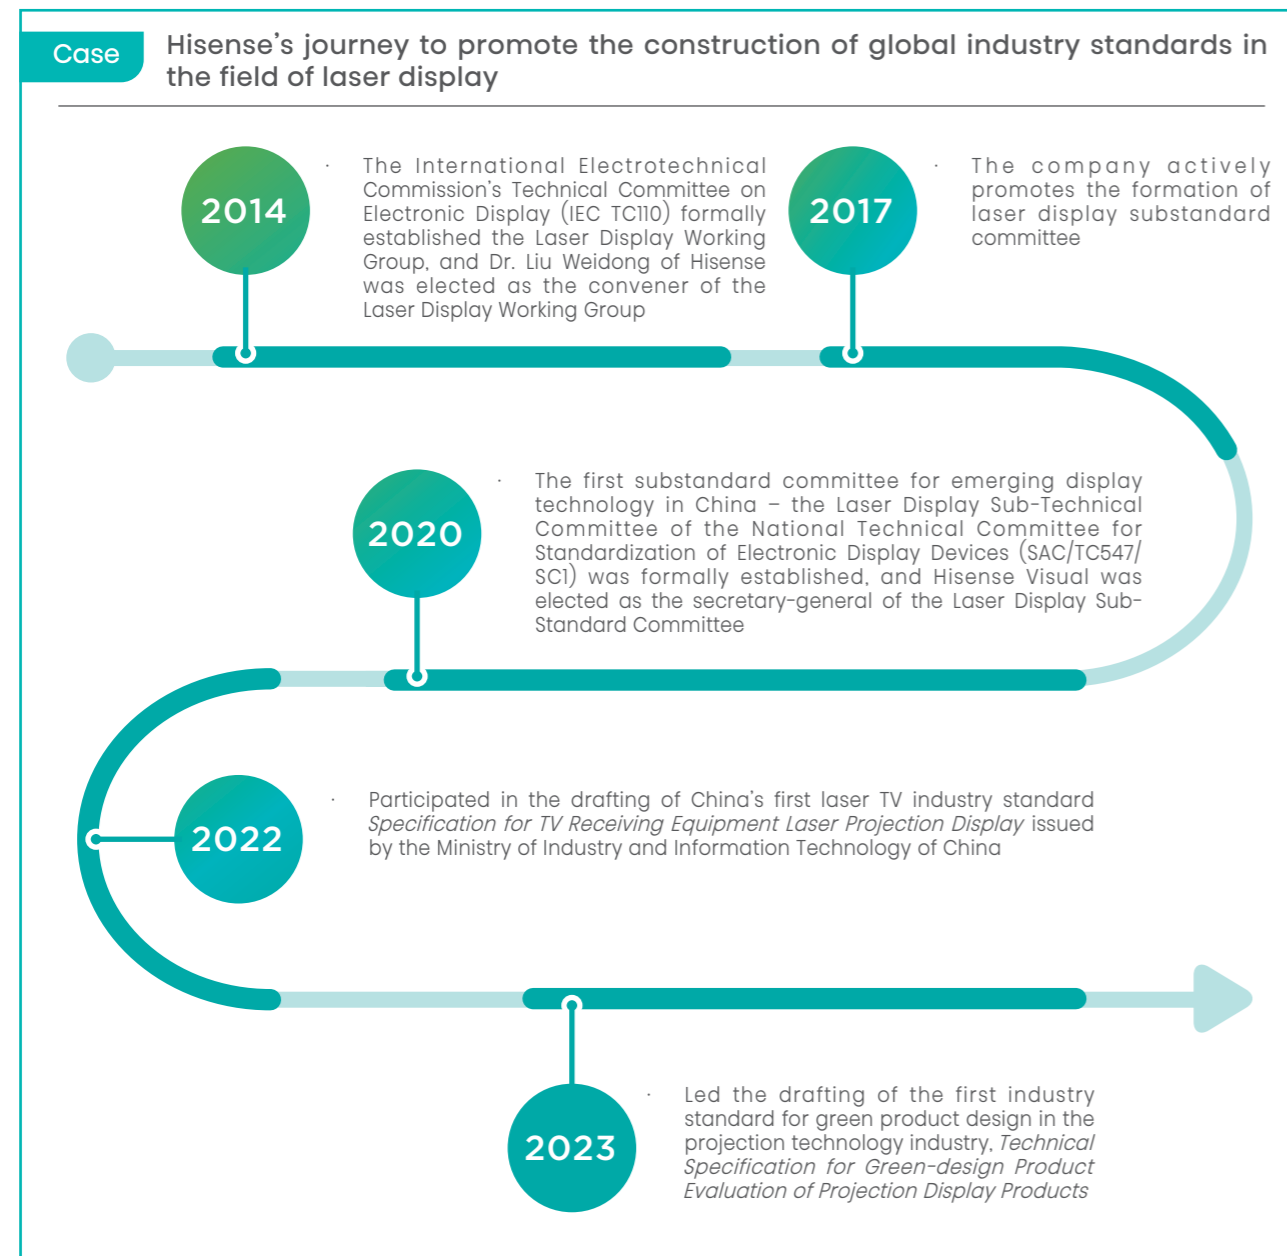 Case
Hisense's journey to promote the construction of global industry standards in
the field of laser display
2014
· The International Electrotechnical
Commission's Technical Committee on
Electronic Display (IEC TC110) formally
established the Laser Display Working
Group, and Dr. Liu Weidong of Hisense
was elected as the convener of the
Laser Display Working Group
2017
· The company actively
promotes the formation of
laser display substandard
committee
2020
· The first substandard committee for emerging display
technology in China – the Laser Display Sub-Technical
Committee of the National Technical Committee for
Standardization of Electronic Display Devices (SAC/TC547/
SC1) was formally established, and Hisense Visual was
elected as the secretary-general of the Laser Display Sub-
Standard Committee
2022
· Participated in the drafting of China's first laser TV industry standard
Specification for TV Receiving Equipment Laser Projection Display issued
by the Ministry of Industry and Information Technology of China
2023
· Led the drafting of the first industry
standard for green product design in the
projection technology industry, Technical
Specification for Green-design Product
Evaluation of Projection Display Products